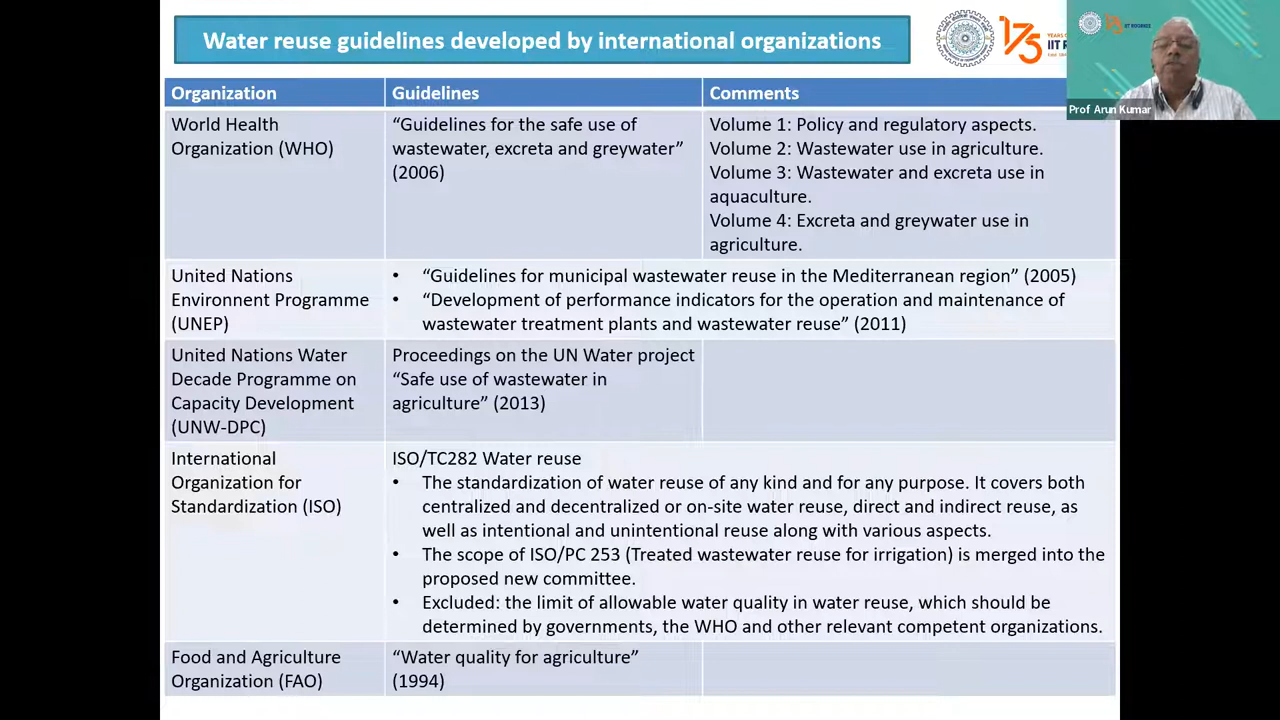 Water reuse guidelines developed by international organizations
175
YEARS
IIT R
IIT ROORKEE
Prof Arun Kumar
Organization
Guidelines
Comments
World Health
Organization (WHO)
“Guidelines for the safe use of
wastewater, excreta and greywater”
(2006)
Volume 1: Policy and regulatory aspects.
Volume 2: Wastewater use in agriculture.
Volume 3: Wastewater and excreta use in
aquaculture.
Volume 4: Excreta and greywater use in
agriculture.
United Nations
Environnent Programme
(UNEP)
• “Guidelines for municipal wastewater reuse in the Mediterranean region” (2005)
• “Development of performance indicators for the operation and maintenance of
wastewater treatment plants and wastewater reuse” (2011)
United Nations Water
Decade Programme on
Capacity Development
(UNW-DPC)
Proceedings on the UN Water project
“Safe use of wastewater in
agriculture” (2013)
International
Organization for
Standardization (ISO)
ISO/TC282 Water reuse
• The standardization of water reuse of any kind and for any purpose. It covers both
centralized and decentralized or on-site water reuse, direct and indirect reuse, as
well as intentional and unintentional reuse along with various aspects.
• The scope of ISO/PC 253 (Treated wastewater reuse for irrigation) is merged into the
proposed new committee.
• Excluded: the limit of allowable water quality in water reuse, which should be
determined by governments, the WHO and other relevant competent organizations.
Food and Agriculture
Organization (FAO)
“Water quality for agriculture”
(1994)